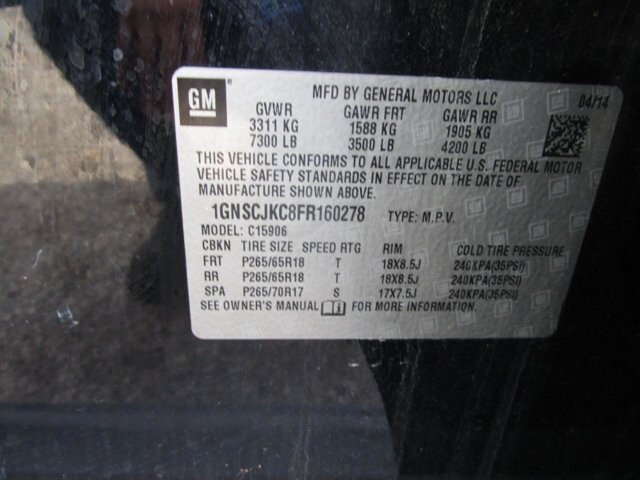 GM
MFD BY GENERAL MOTORS LLC 04/14
GVWR GAWR FRT GAWR RR
3311 KG 1588 KG 1905 KG
7300 LB 3500 LB 4200 LB
THIS VEHICLE CONFORMS TO ALL APPLICABLE U.S. FEDERAL MOTOR
VEHICLE SAFETY STANDARDS IN EFFECT ON THE DATE OF
MANUFACTURE SHOWN ABOVE.
1GNSCJKC8FR160278 TYPE: M.P.V.
MODEL: C15906
CBKN TIRE SIZE SPEED RTG RIM COLD TIRE PRESSURE
FRT P265/65R18 T 18X8.5J 240KPA(35PSI)
RR P265/65R18 T 18X8.5J 240KPA(35PSI)
SPA P265/70R17 S 17X7.5J 240KPA(35PSI)
SEE OWNER'S MANUAL FOR MORE INFORMATION.